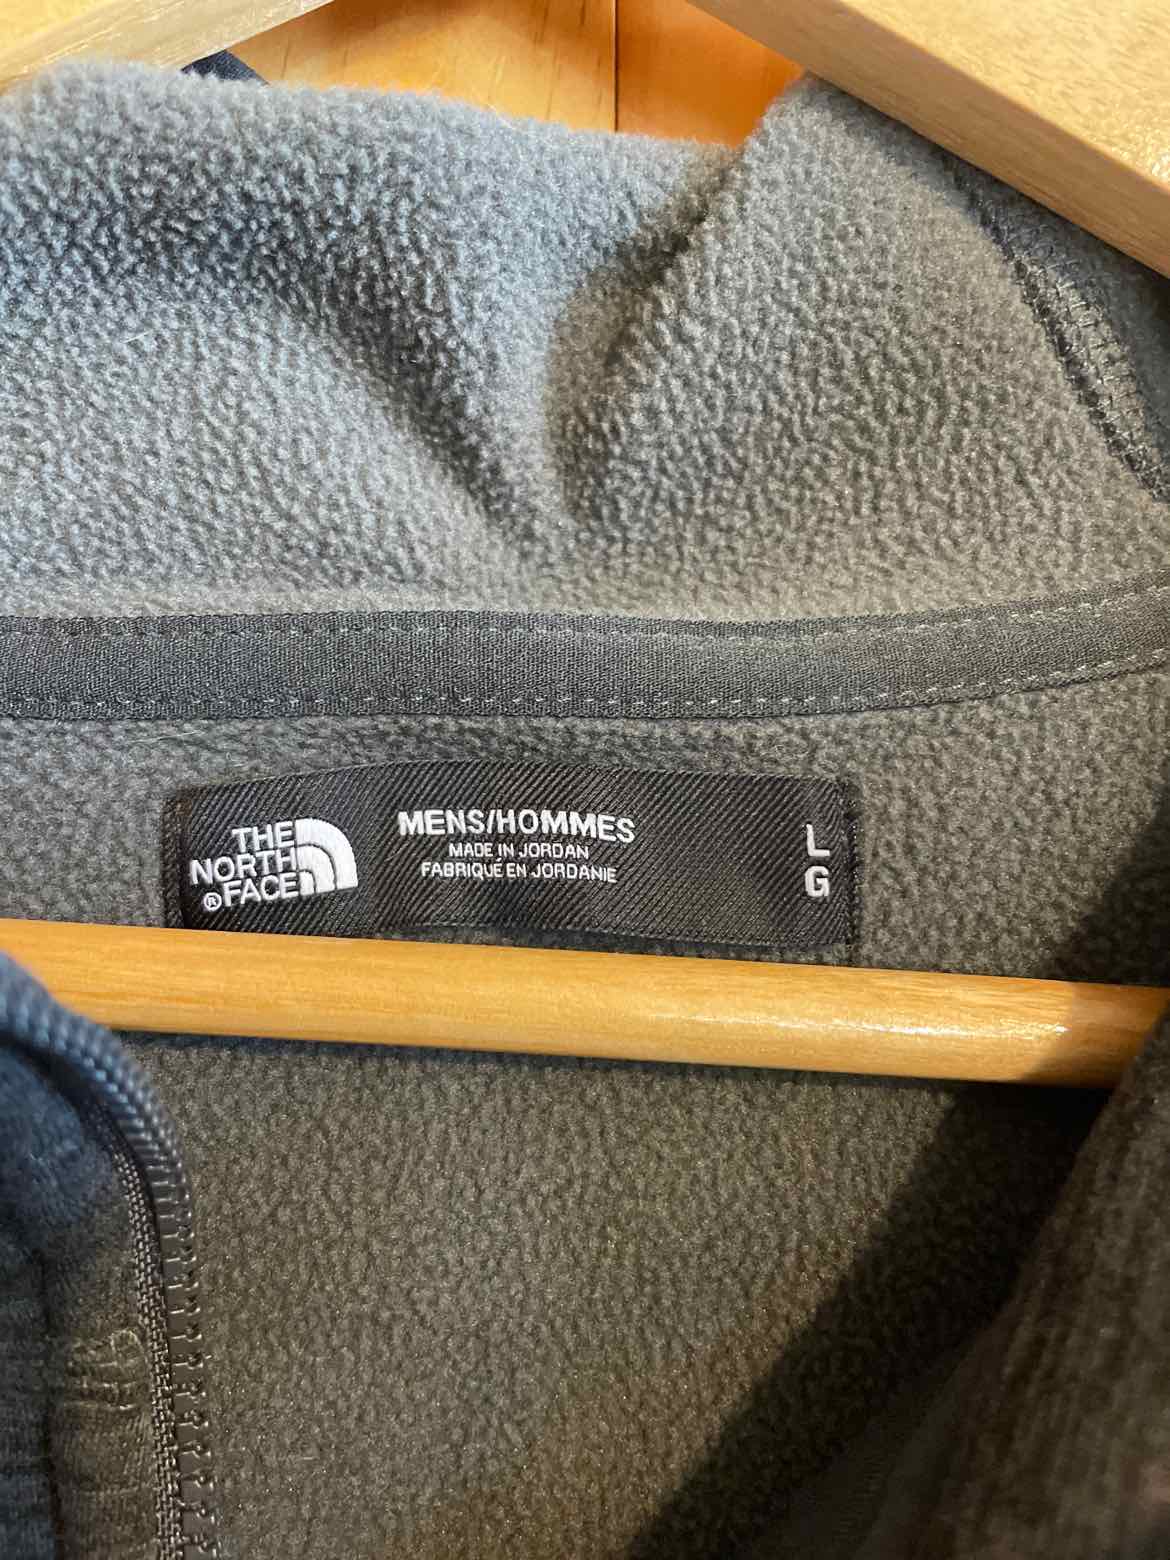 THE
NORTH
® FACE
MENS/HOMMES
MADE IN JORDAN
FABRIQUÉ EN JORDANIE
L
G